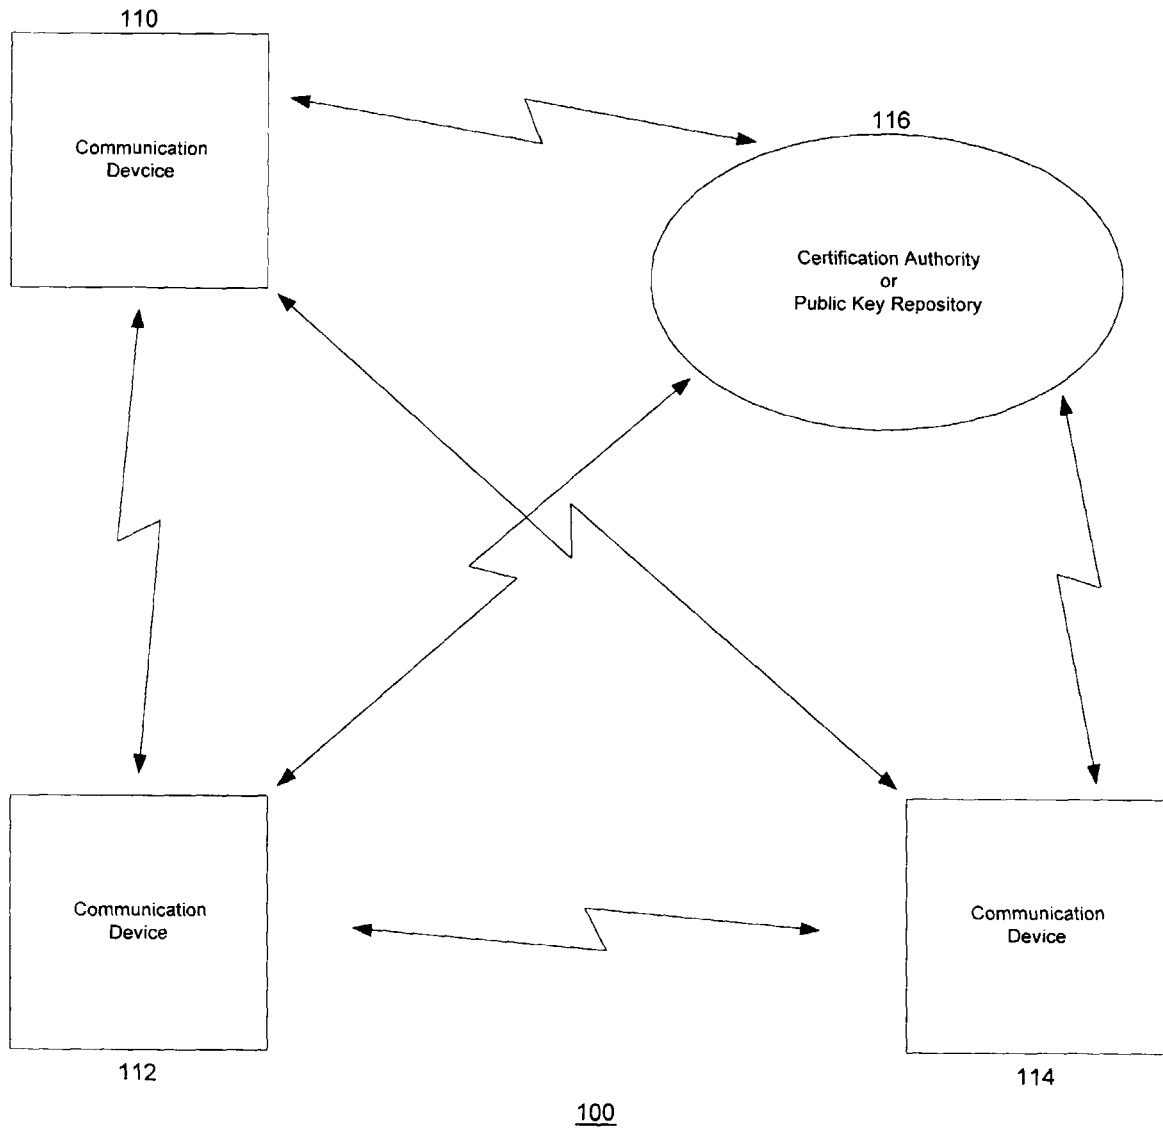 110
Communication
Devcice
116
Certification Authority
or
Public Key Repository
Communication
Device
112
Communication
Device
114
100